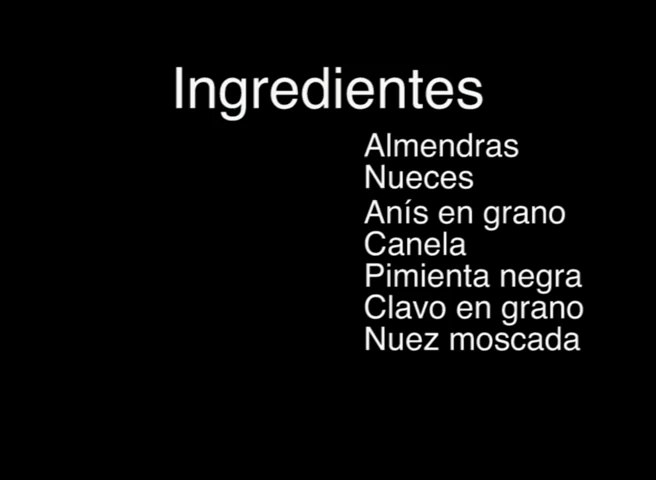 Ingredientes
Almendras
Nueces
Anís en grano
Canela
Pimienta negra
Clavo en grano
Nuez moscada